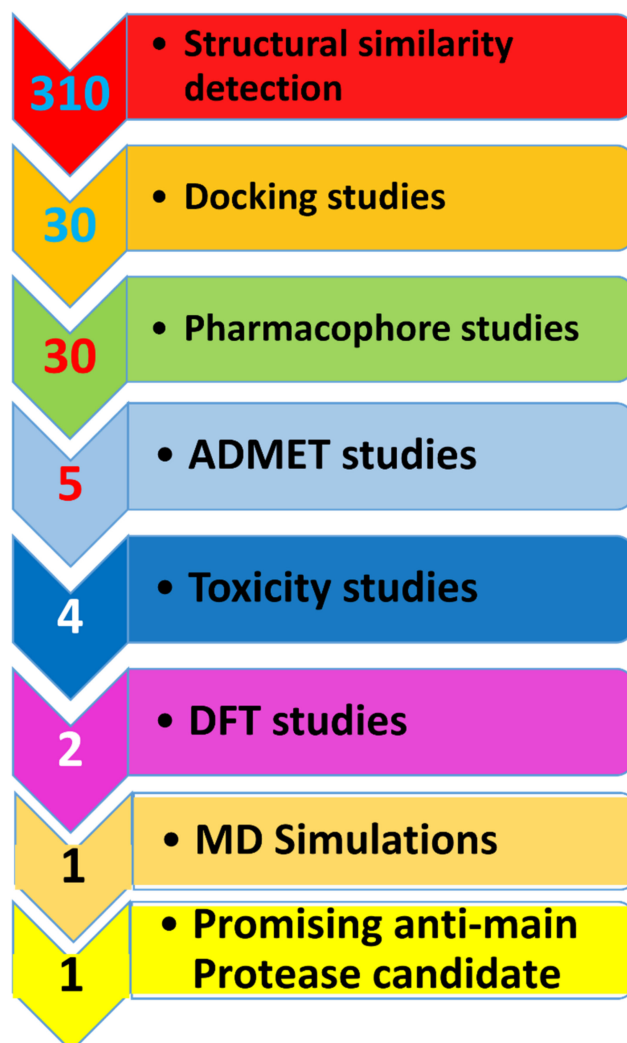 310
• Structural similarity
detection
30
• Docking studies
30
• Pharmacophore studies
5
• ADMET studies
4
• Toxicity studies
2
• DFT studies
1
• MD Simulations
1
• Promising anti-main
Protease candidate